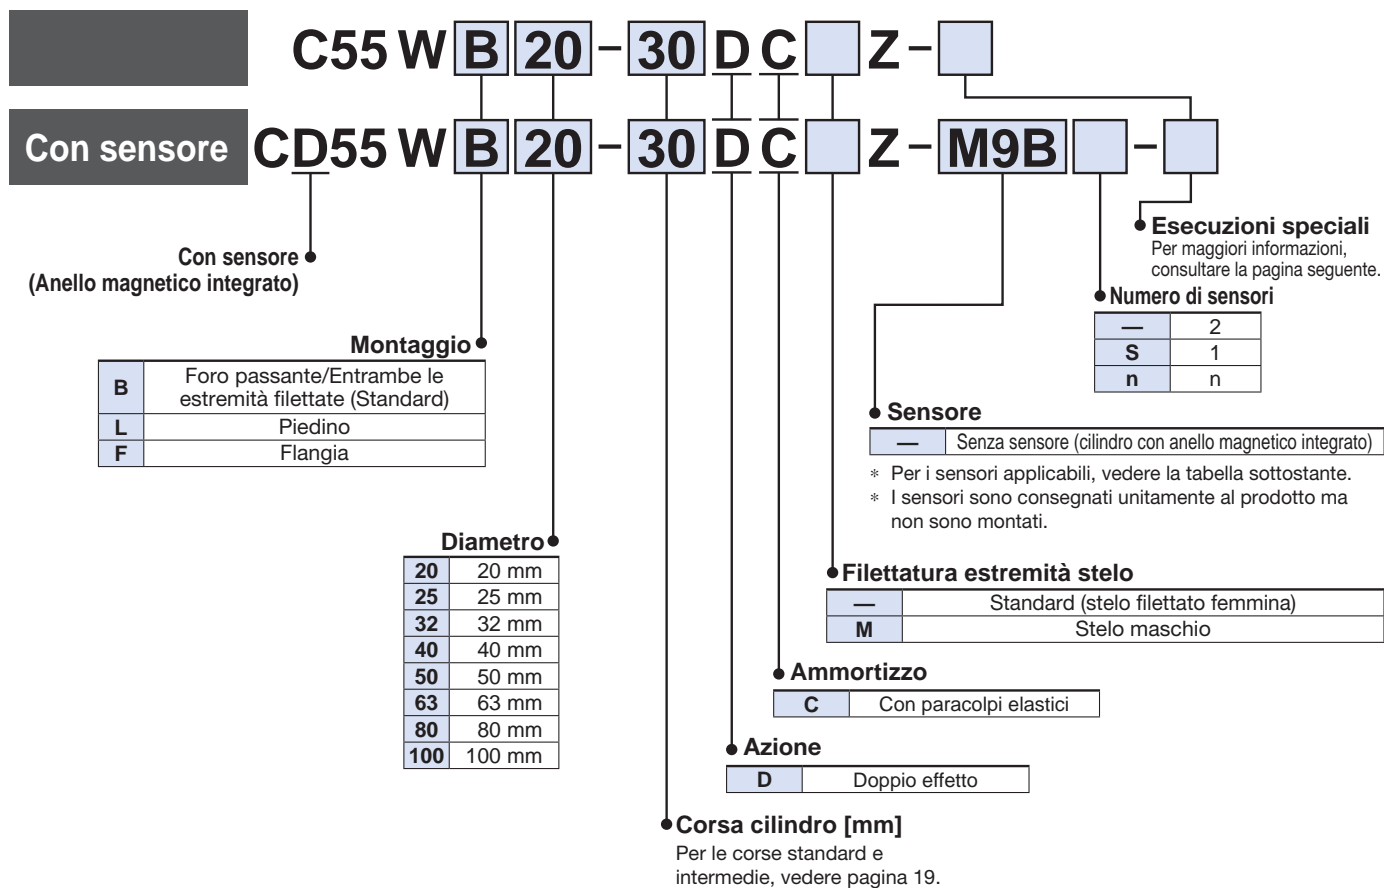 C55 W B 20 - 30 D C Z -
Con sensore CD55 W B 20 - 30 D C Z - M9B -
Con sensore
(Anello magnetico integrato)
Esecuzioni speciali
Per maggiori informazioni,
consultare la pagina seguente.
Numero di sensori
— 2
S 1
n n
Montaggio
B Foro passante/Entrambe le
estremità filettate (Standard)
L Piedino
F Flangia
Sensore
— Senza sensore (cilindro con anello magnetico integrato)
* Per i sensori applicabili, vedere la tabella sottostante.
* I sensori sono consegnati unitamente al prodotto ma
non sono montati.
Diametro
20 20 mm
25 25 mm
32 32 mm
40 40 mm
50 50 mm
63 63 mm
80 80 mm
100 100 mm
Filettatura estremità stelo
— Standard (stelo filettato femmina)
M Stelo maschio
Ammortizzo
C Con paracolpi elastici
Azione
D Doppio effetto
Corsa cilindro [mm]
Per le corse standard e
intermedie, vedere pagina 19.